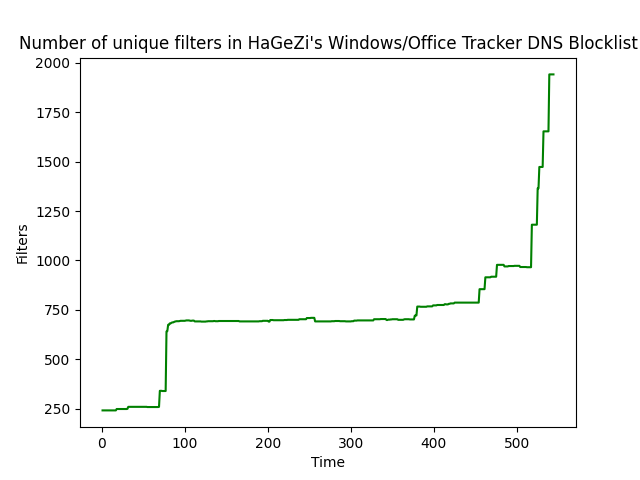 Number of unique filters in HaGeZi's Windows/Office Tracker DNS Blocklist
2000
1750
1500
1250
1000
750
500
250
Filters
0 100 200 300 400 500
Time